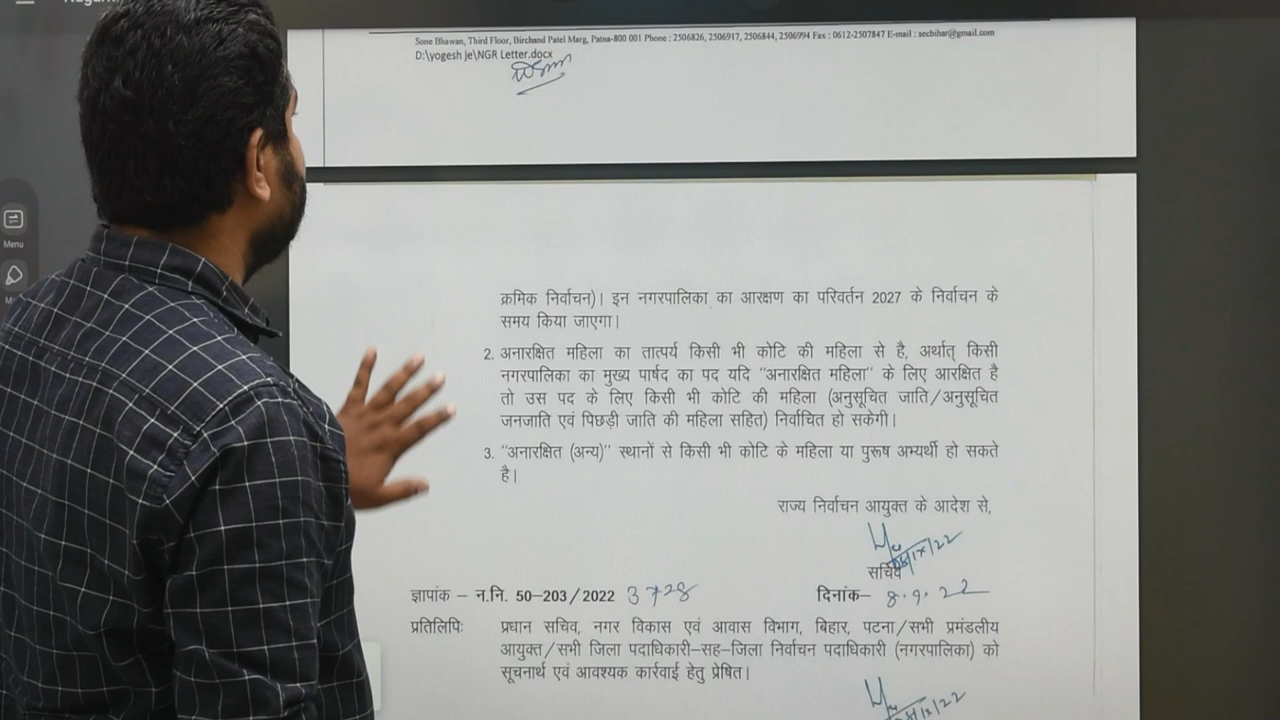 Sone Bhawan, Third Floor, Birchand Patel Marg, Patna-800 001 Phone : 2506826, 2506917, 2506844, 2506994 Fax : 0612-2507847 E-mail : secbihar@gmail.com
D:\yogesh je\NGR Letter.docx
Menu
क्रमिक निर्वाचन)। इन नगरपालिका का आरक्षण का परिवर्तन 2027 के निर्वाचन के
समय किया जाएगा।
2. अनारक्षित महिला का तात्पर्य किसी भी कोटि की महिला से है, अर्थात् किसी
नगरपालिका का मुख्य पार्षद का पद यदि "अनारक्षित महिला" के लिए आरक्षित है
तो उस पद के लिए किसी भी कोटि की महिला (अनुसूचित जाति/अनुसूचित
जनजाति एवं पिछड़ी जाति की महिला सहित) निर्वाचित हो सकेगी।
3. "अनारक्षित (अन्य)" स्थानों से किसी भी कोटि के महिला या पुरूष अभ्यर्थी हो सकते
है।
राज्य निर्वाचन आयुक्त के आदेश से,
सचिव
ज्ञापांक – न.नि. 50–203/2022 3728 दिनांक– 8.9.22
प्रतिलिपिः प्रधान सचिव, नगर विकास एवं आवास विभाग, बिहार, पटना/सभी प्रमंडलीय
आयुक्त/सभी जिला पदाधिकारी–सह–जिला निर्वाचन पदाधिकारी (नगरपालिका) को
सूचनार्थ एवं आवश्यक कार्रवाई हेतु प्रेषित।